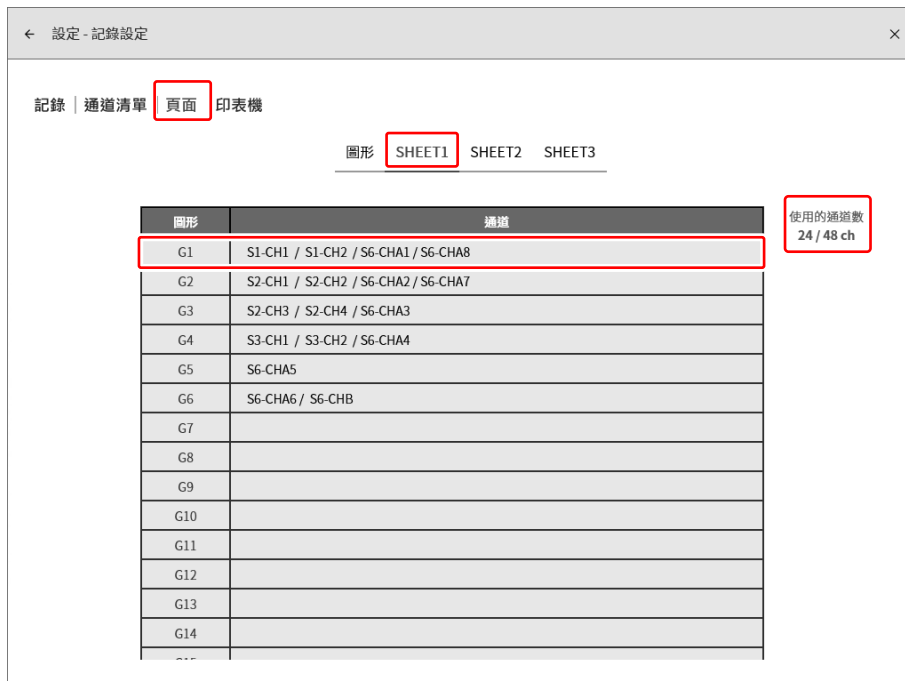 ← 設定 - 記錄設定 ×
記錄 | 通道清單 | 頁面 | 印表機
圖形 SHEET1 SHEET2 SHEET3
使用的通道數
24 / 48 ch
圖形 通道
G1 S1-CH1 / S1-CH2 / S6-CHA1 / S6-CHA8
G2 S2-CH1 / S2-CH2 / S6-CHA2 / S6-CHA7
G3 S2-CH3 / S2-CH4 / S6-CHA3
G4 S3-CH1 / S3-CH2 / S6-CHA4
G5 S6-CHA5
G6 S6-CHA6 / S6-CHB
G7
G8
G9
G10
G11
G12
G13
G14